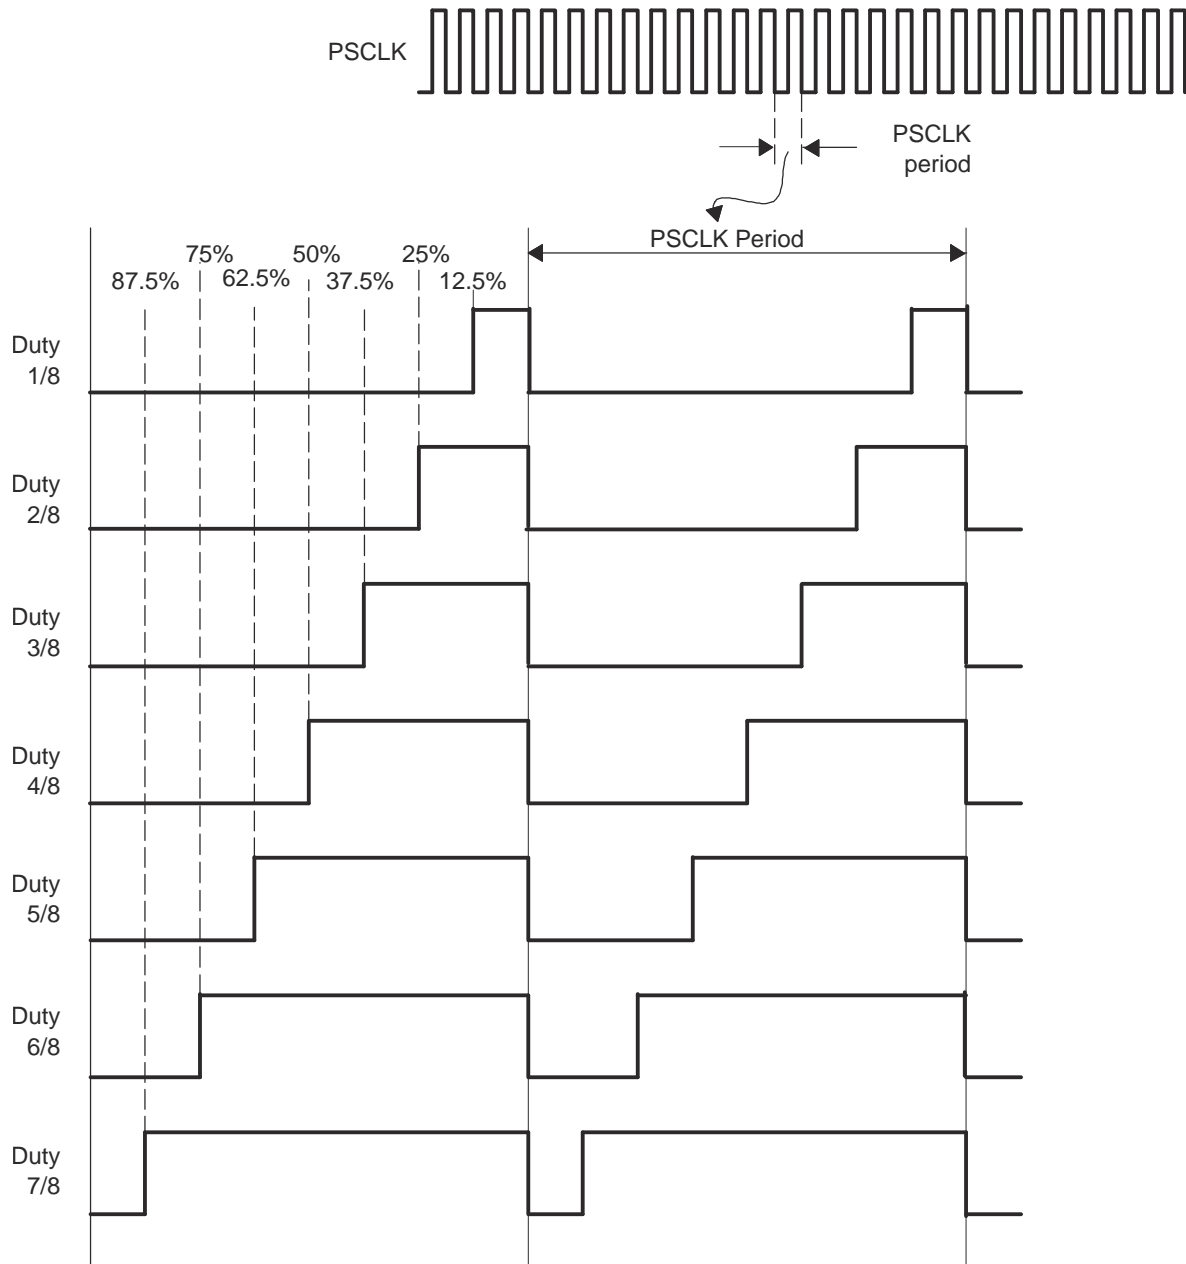 PSCLK
PSCLK
period
PSCLK Period
75%
50%
25%
87.5%
62.5%
37.5%
12.5%
Duty
1/8
Duty
2/8
Duty
3/8
Duty
4/8
Duty
5/8
Duty
6/8
Duty
7/8